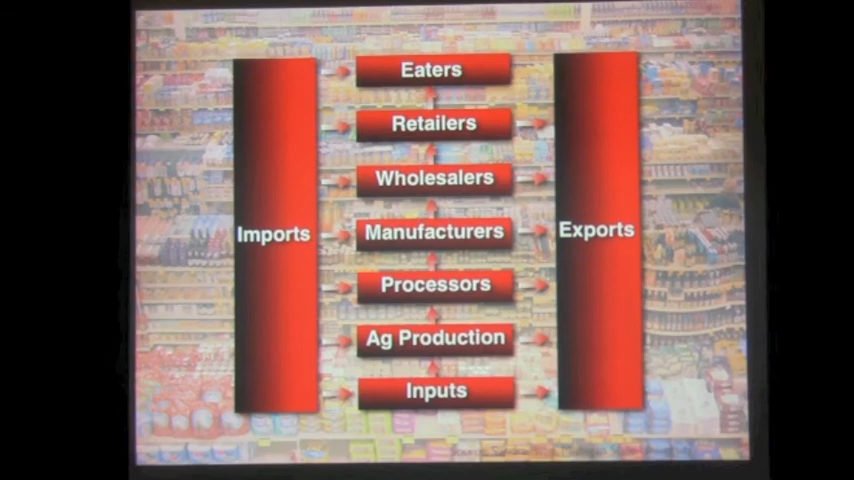 Eaters
Retailers
Wholesalers
Imports
Manufacturers
Exports
Processors
Ag Production
Inputs